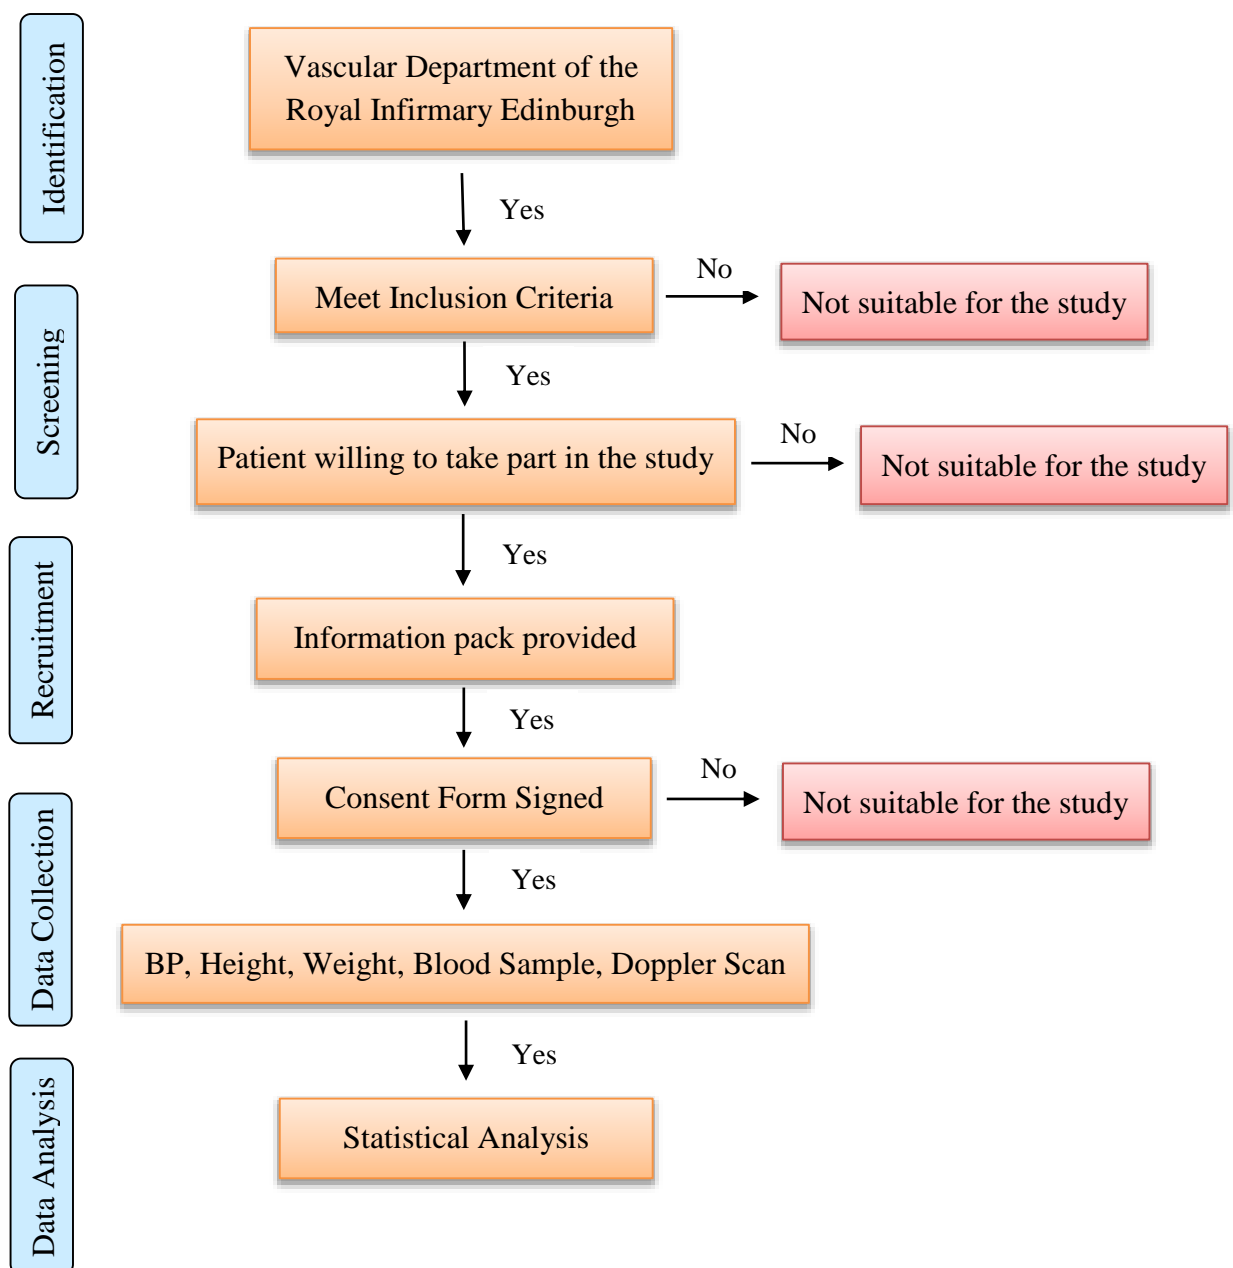 Identification
Vascular Department of the
Royal Infirmary Edinburgh
Yes
Meet Inclusion Criteria
No
Not suitable for the study
Screening
Yes
Patient willing to take part in the study
No
Not suitable for the study
Yes
Recruitment
Information pack provided
Yes
Consent Form Signed
No
Not suitable for the study
Data Collection
Yes
BP, Height, Weight, Blood Sample, Doppler Scan
Yes
Data Analysis
Statistical Analysis